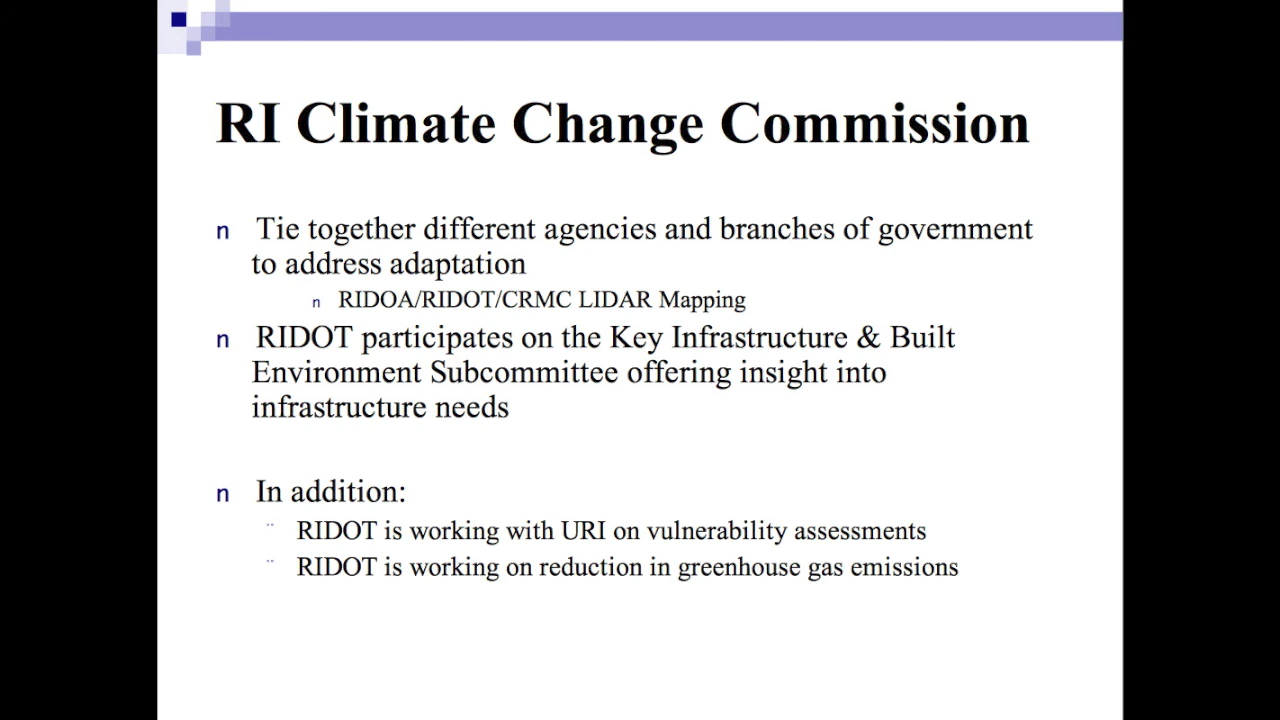 RI Climate Change Commission
n Tie together different agencies and branches of government
to address adaptation
n RIDOA/RIDOT/CRMC LIDAR Mapping
n RIDOT participates on the Key Infrastructure & Built
Environment Subcommittee offering insight into
infrastructure needs
n In addition:
¨ RIDOT is working with URI on vulnerability assessments
¨ RIDOT is working on reduction in greenhouse gas emissions